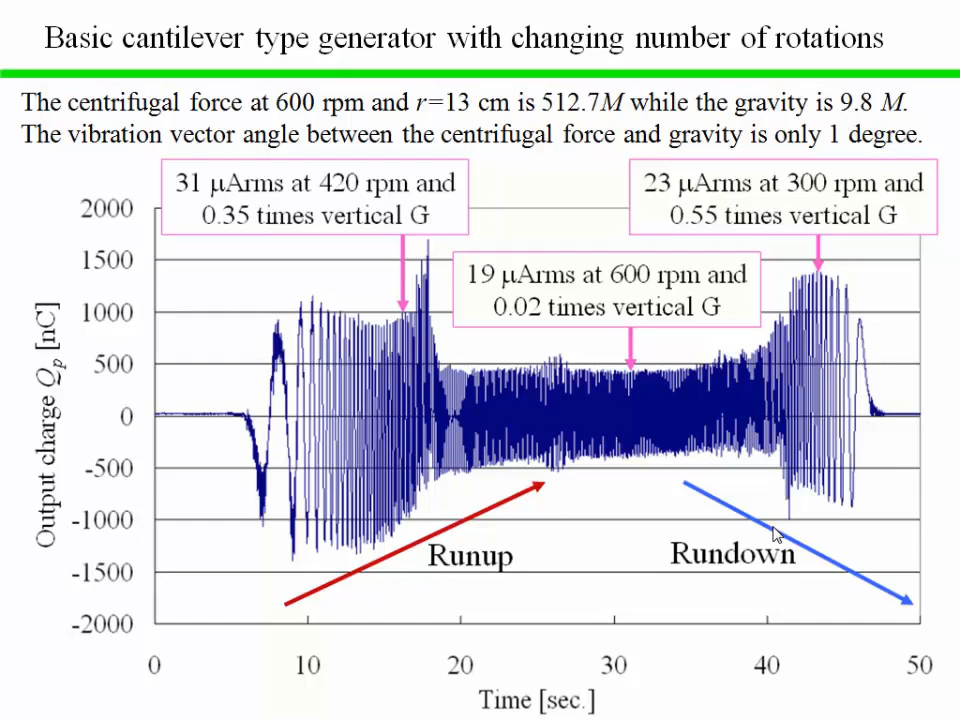 Basic cantilever type generator with changing number of rotations
The centrifugal force at 600 rpm and r=13 cm is 512.7M while the gravity is 9.8 M.
The vibration vector angle between the centrifugal force and gravity is only 1 degree.
31 μArms at 420 rpm and
0.35 times vertical G
23 μArms at 300 rpm and
0.55 times vertical G
19 μArms at 600 rpm and
0.02 times vertical G
Output charge Qp [nC]
2000
1500
1000
500
0
-500
-1000
-1500
-2000
Runup
Rundown
0 10 20 30 40 50
Time [sec.]